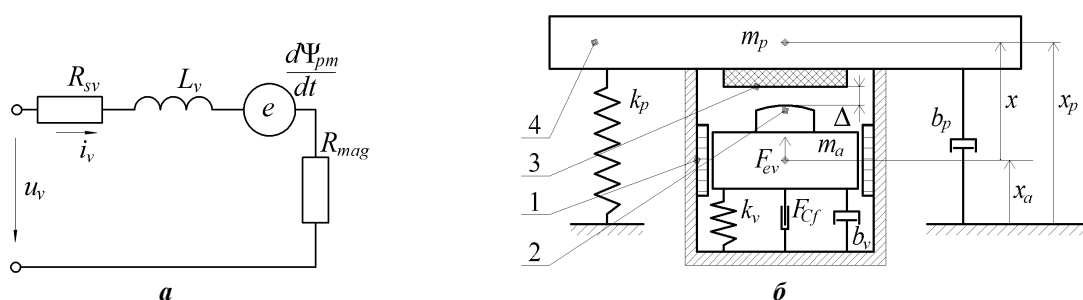 R_sv
L_v
dΨ_pm
dt
e
i_v
R_mag
u_v
а
m_p
4
k_p
3
Δ
b_p
x
x_p
m_a
F_ev
1
x_a
k_v
F_Cf
b_v
2
б